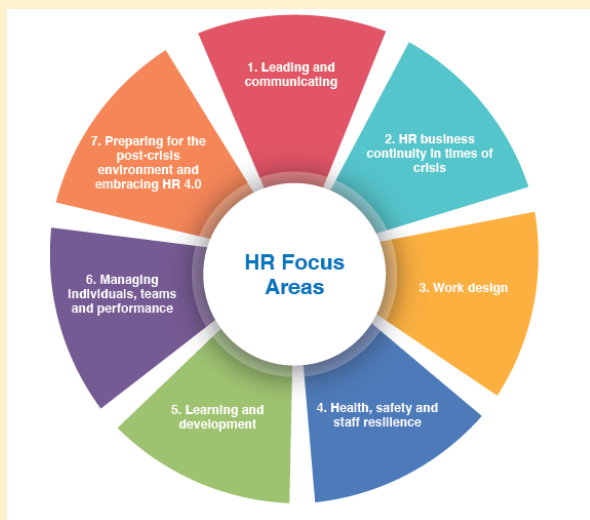 1. Leading and
communicating
2. HR business
continuity in times of
crisis
3. Work design
4. Health, safety and
staff resilience
5. Learning and
development
6. Managing
individuals, teams
and performance
7. Preparing for the
post-crisis
environment and
embracing HR 4.0
HR Focus
Areas